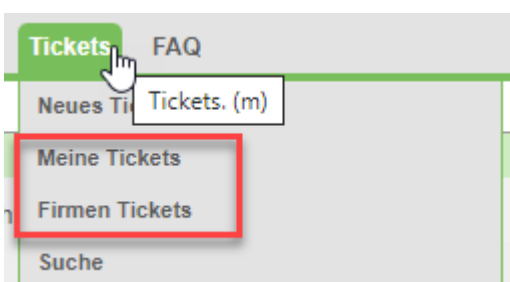 Tickets FAQ
Tickets. (m)
Neues
Meine Tickets
Firmen Tickets
Suche